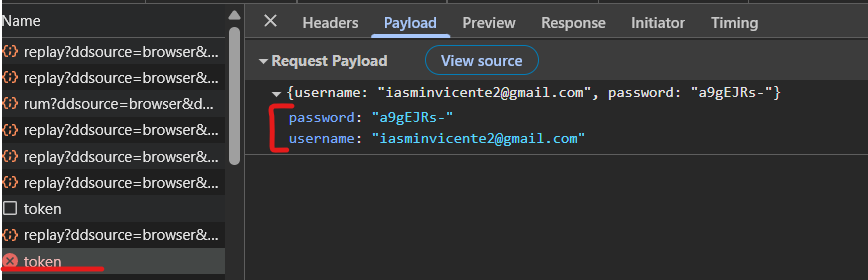 Name
replay?ddsource=browser&...
replay?ddsource=browser&...
rum?ddsource=browser&d...
replay?ddsource=browser&...
replay?ddsource=browser&...
replay?ddsource=browser&...
token
replay?ddsource=browser&...
token
Headers Payload Preview Response Initiator Timing
Request Payload View source
{username: "iasminvicente2@gmail.com", password: "a9gEJRs-"}
password: "a9gEJRs-"
username: "iasminvicente2@gmail.com"